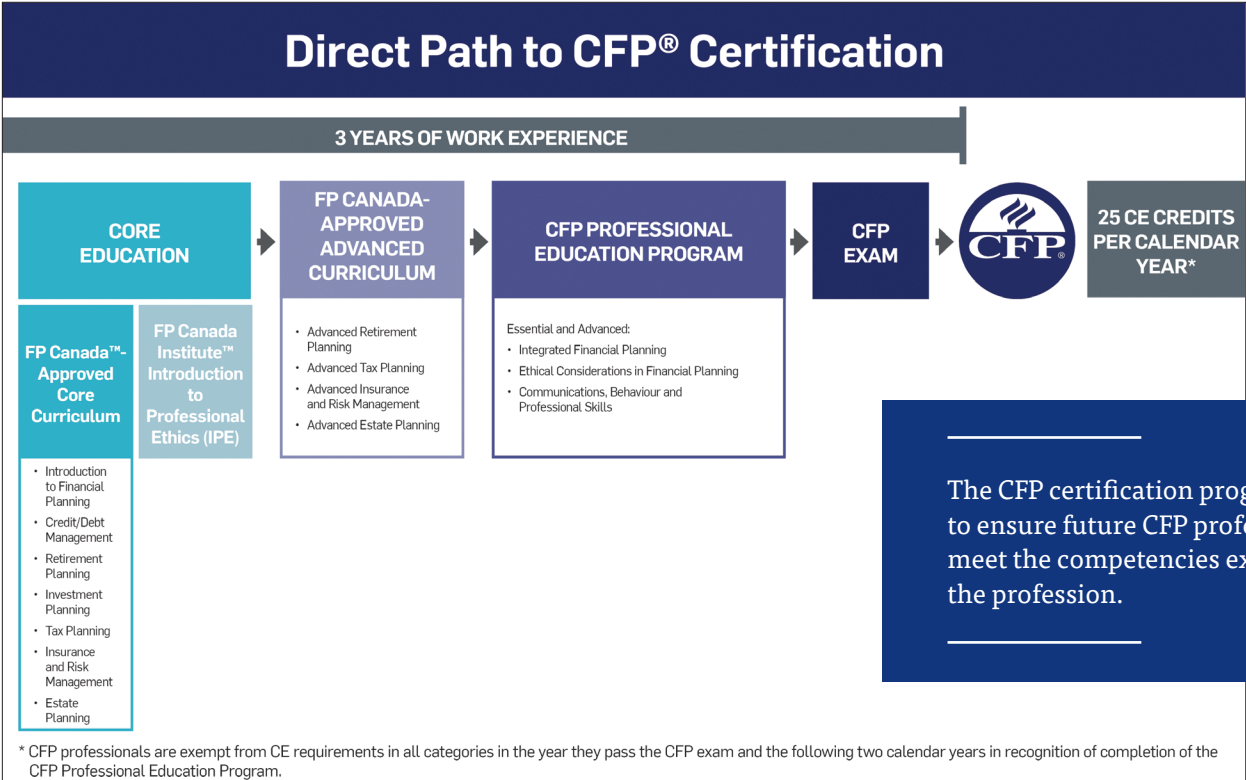 Direct Path to CFP® Certification
3 YEARS OF WORK EXPERIENCE
CORE
EDUCATION
FP Canada™-
Approved
Core
Curriculum
• Introduction
to Financial
Planning
• Credit/Debt
Management
• Retirement
Planning
• Investment
Planning
• Tax Planning
• Insurance
and Risk
Management
• Estate
Planning
FP Canada
Institute™
Introduction
to
Professional
Ethics (IPE)
FP CANADA-
APPROVED
ADVANCED
CURRICULUM
• Advanced Retirement
Planning
• Advanced Tax Planning
• Advanced Insurance
and Risk Management
• Advanced Estate Planning
CFP PROFESSIONAL
EDUCATION PROGRAM
Essential and Advanced:
• Integrated Financial Planning
• Ethical Considerations in Financial Planning
• Communications, Behaviour and
Professional Skills
CFP
EXAM
CFP®
25 CE CREDITS
PER CALENDAR
YEAR*
The CFP certification prog
to ensure future CFP profe
meet the competencies ex
the profession.
* CFP professionals are exempt from CE requirements in all categories in the year they pass the CFP exam and the following two calendar years in recognition of completion of the
CFP Professional Education Program.